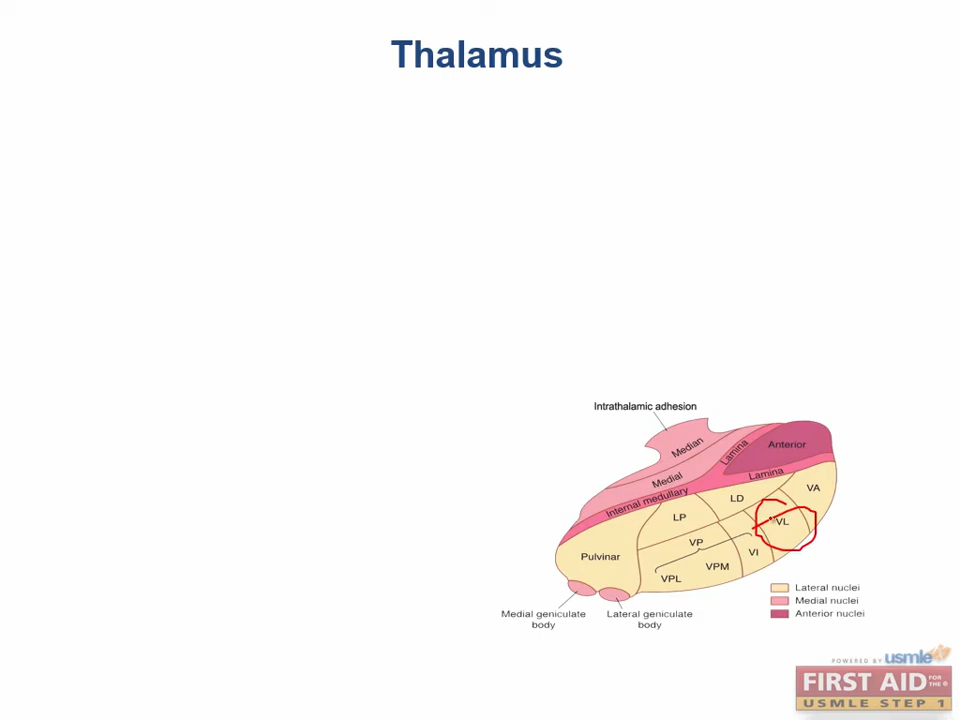 Thalamus
Intrathalamic adhesion
Median
Lamina
Anterior
Medial
Lamina
Internal medullary
LD
VA
LP
VL
VP
VI
Pulvinar
VPM
VPL
Medial geniculate
body
Lateral geniculate
body
Lateral nuclei
Medial nuclei
Anterior nuclei
POWERED BY usmle
FIRST AID FOR THE ®
USMLE STEP 1